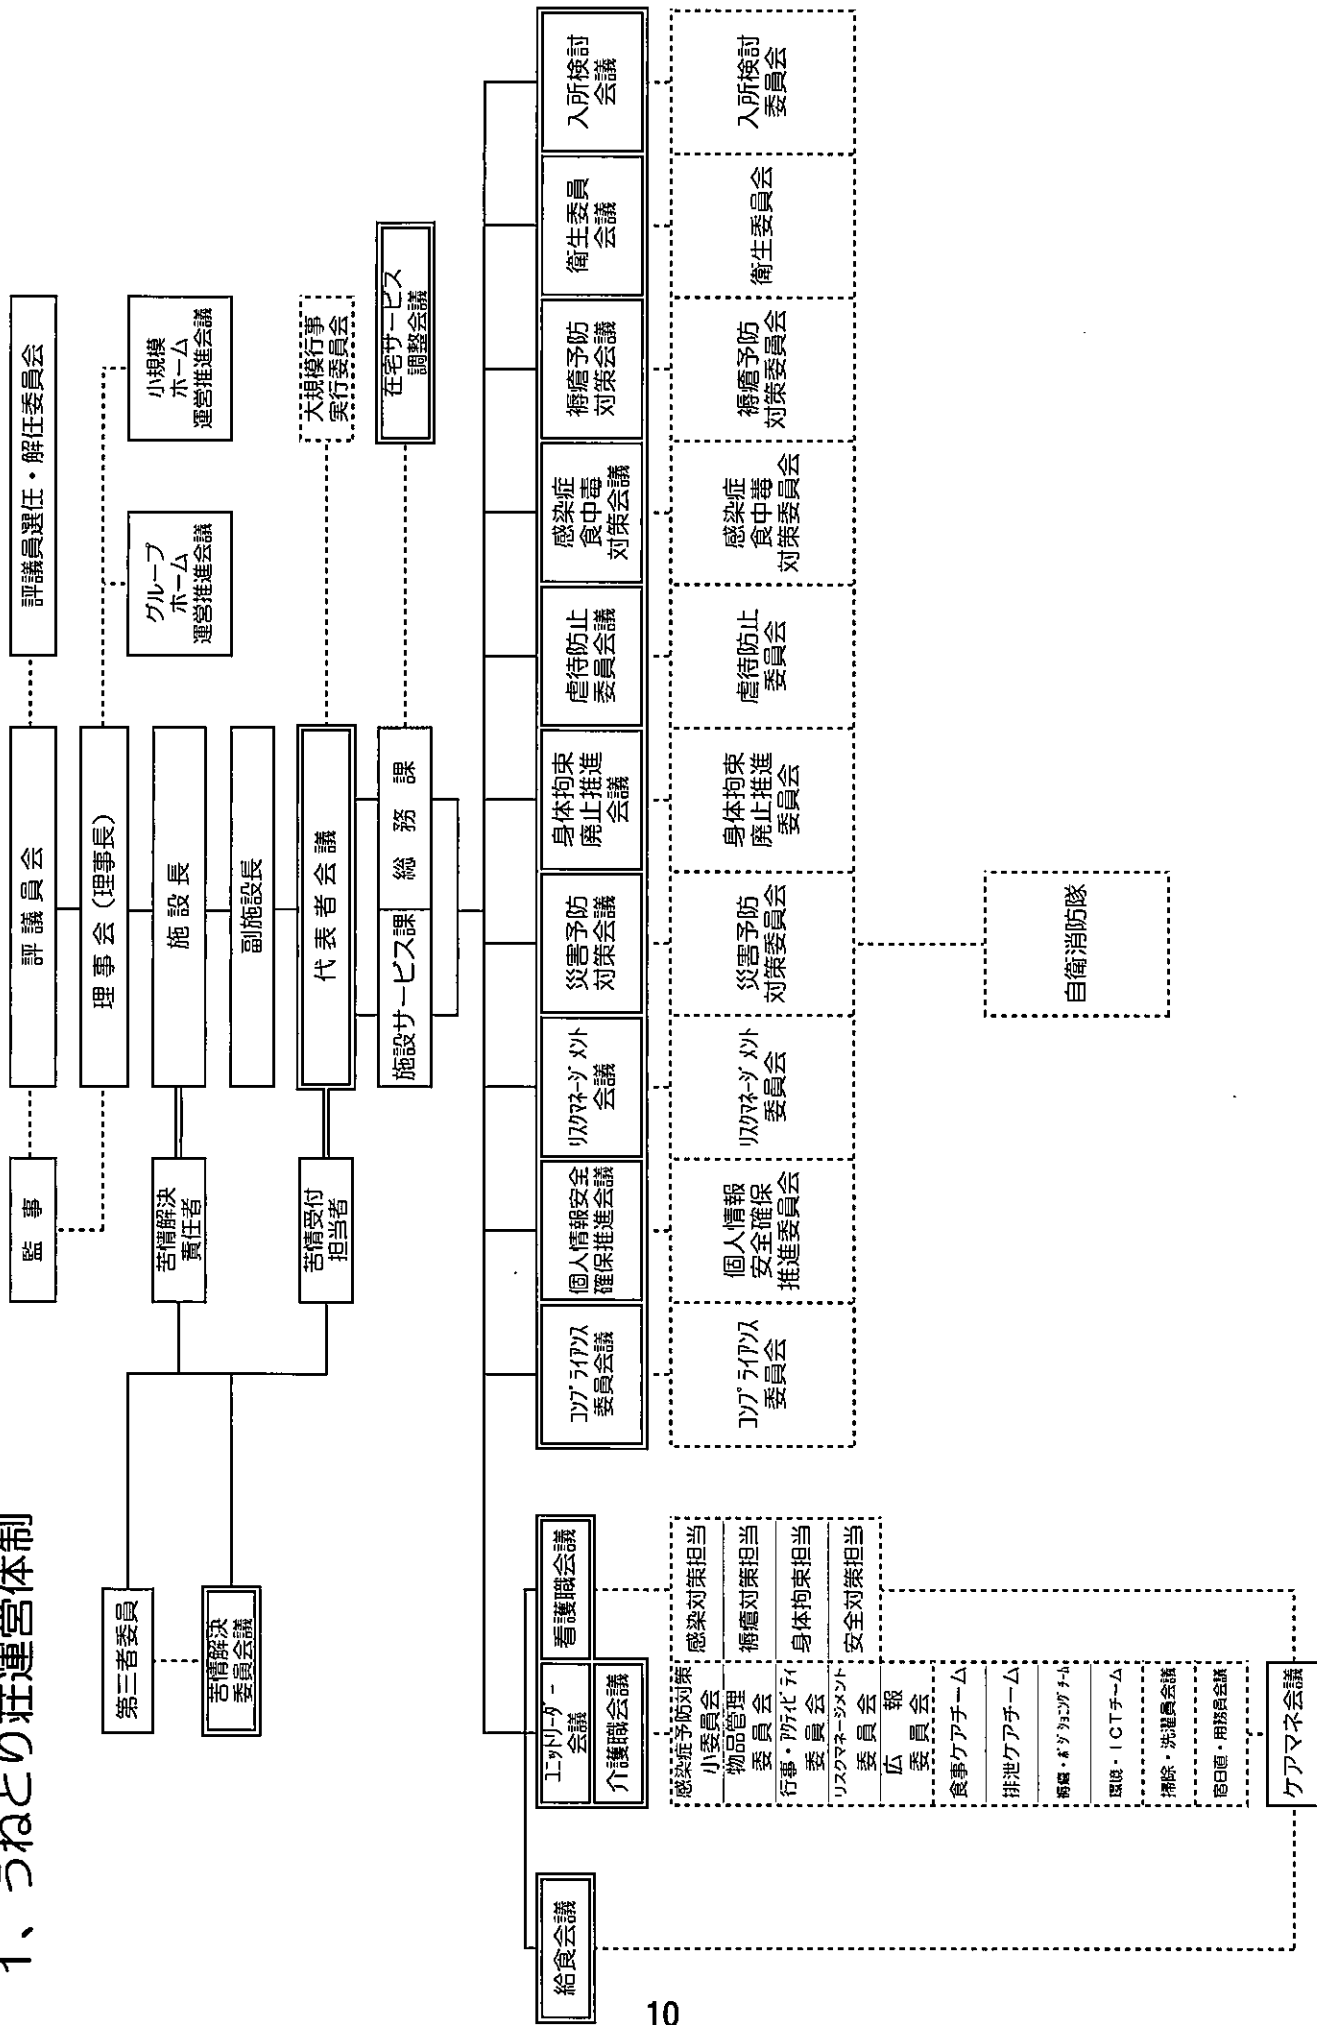 1、うねとり荘運営体制
監　事
評 議 員 会
評議員選任・解任委員会
理 事 会 (理事長)
グループ
ホーム
運営推進会議
小規模
ホーム
運営推進会議
苦情解決
責任者
施 設 長
副施設長
第三者委員
苦情解決
委員会議
苦情受付
担当者
代 表 者 会 議
大規模行事
実行委員会
施設サービス課
総　務　課
在宅サービス
調整会議
給食会議
ユニットリーダー
会議
介護職会議
看護職会議
コンプライアンス
委員会議
個人情報安全
確保推進会議
リスクマネージメント
会議
災害予防
対策会議
身体拘束
廃止推進
会議
虐待防止
委員会議
感染症
食中毒
対策会議
褥瘡予防
対策会議
衛生委員
会議
入所検討
会議
感染症予防対策
小委員会
物品管理
委 員 会
行事・アクティビティ
委 員 会
リスクマネージメント
委 員 会
広　報
委 員 会
食事ケアチーム
排泄ケアチーム
褥瘡・ポジショニングチーム
環境・ICTチーム
掃除・洗濯員会議
宿日直・用務員会議
感染対策担当
褥瘡対策担当
身体拘束担当
安全対策担当
コンプライアンス
委員会
個人情報
安全確保
推進委員会
リスクマネージメント
委員会
災害予防
対策委員会
身体拘束
廃止推進
委員会
虐待防止
委員会
感染症
食中毒
対策委員会
褥瘡予防
対策委員会
衛生委員会
入所検討
委員会
自衛消防隊
ケアマネ会議
10